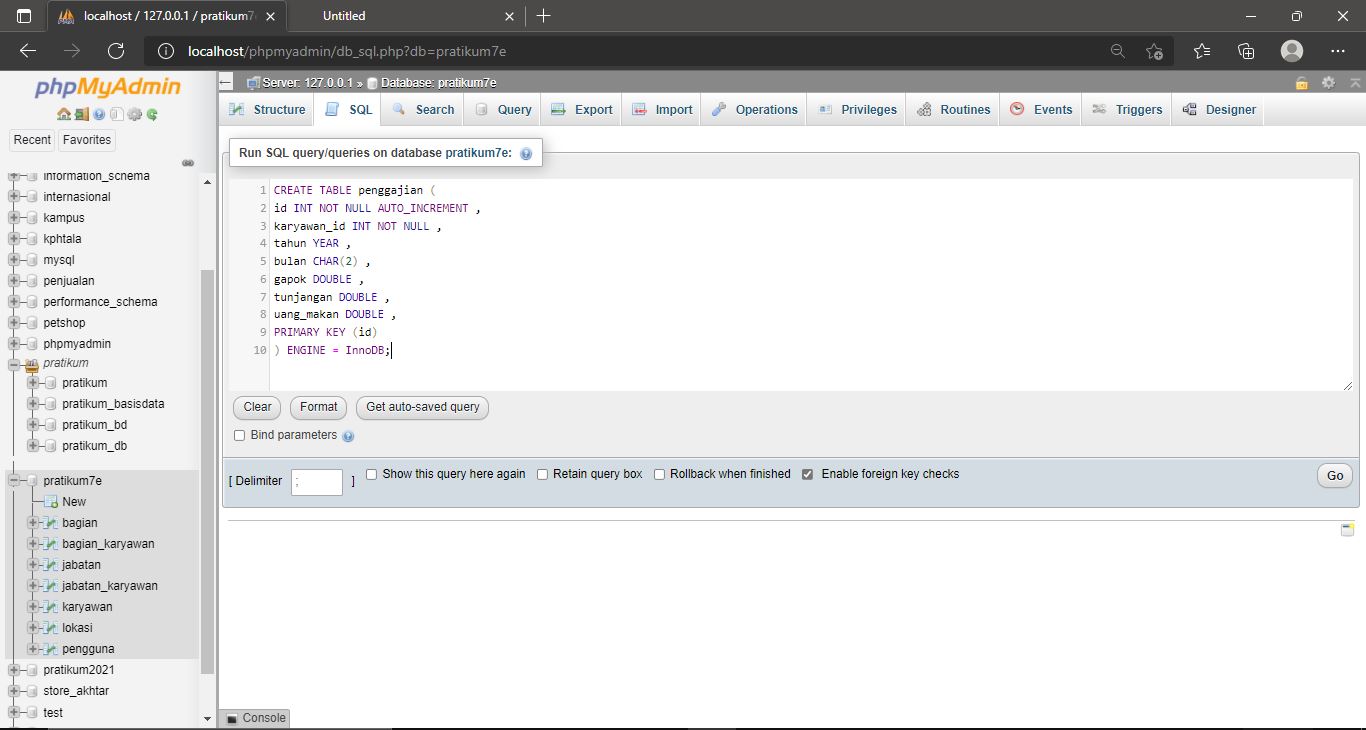 localhost / 127.0.0.1 / pratikum7
Untitled
localhost/phpmyadmin/db_sql.php?db=pratikum7e
phpMyAdmin
Recent
Favorites
information_schema
internasional
kampus
kphtala
mysql
penjualan
performance_schema
petshop
phpmyadmin
pratikum
pratikum
pratikum_basisdata
pratikum_bd
pratikum_db
pratikum7e
New
bagian
bagian_karyawan
jabatan
jabatan_karyawan
karyawan
lokasi
pengguna
pratikum2021
store_akhtar
test
Server: 127.0.0.1 » Database: pratikum7e
Structure
SQL
Search
Query
Export
Import
Operations
Privileges
Routines
Events
Triggers
Designer
Run SQL query/queries on database pratikum7e:
1 CREATE TABLE penggajian (
2 id INT NOT NULL AUTO_INCREMENT ,
3 karyawan_id INT NOT NULL ,
4 tahun YEAR ,
5 bulan CHAR(2) ,
6 gapok DOUBLE ,
7 tunjangan DOUBLE ,
8 uang_makan DOUBLE ,
9 PRIMARY KEY (id)
10 ) ENGINE = InnoDB;
Clear
Format
Get auto-saved query
Bind parameters
[ Delimiter ; ]
Show this query here again
Retain query box
Rollback when finished
Enable foreign key checks
Go
Console